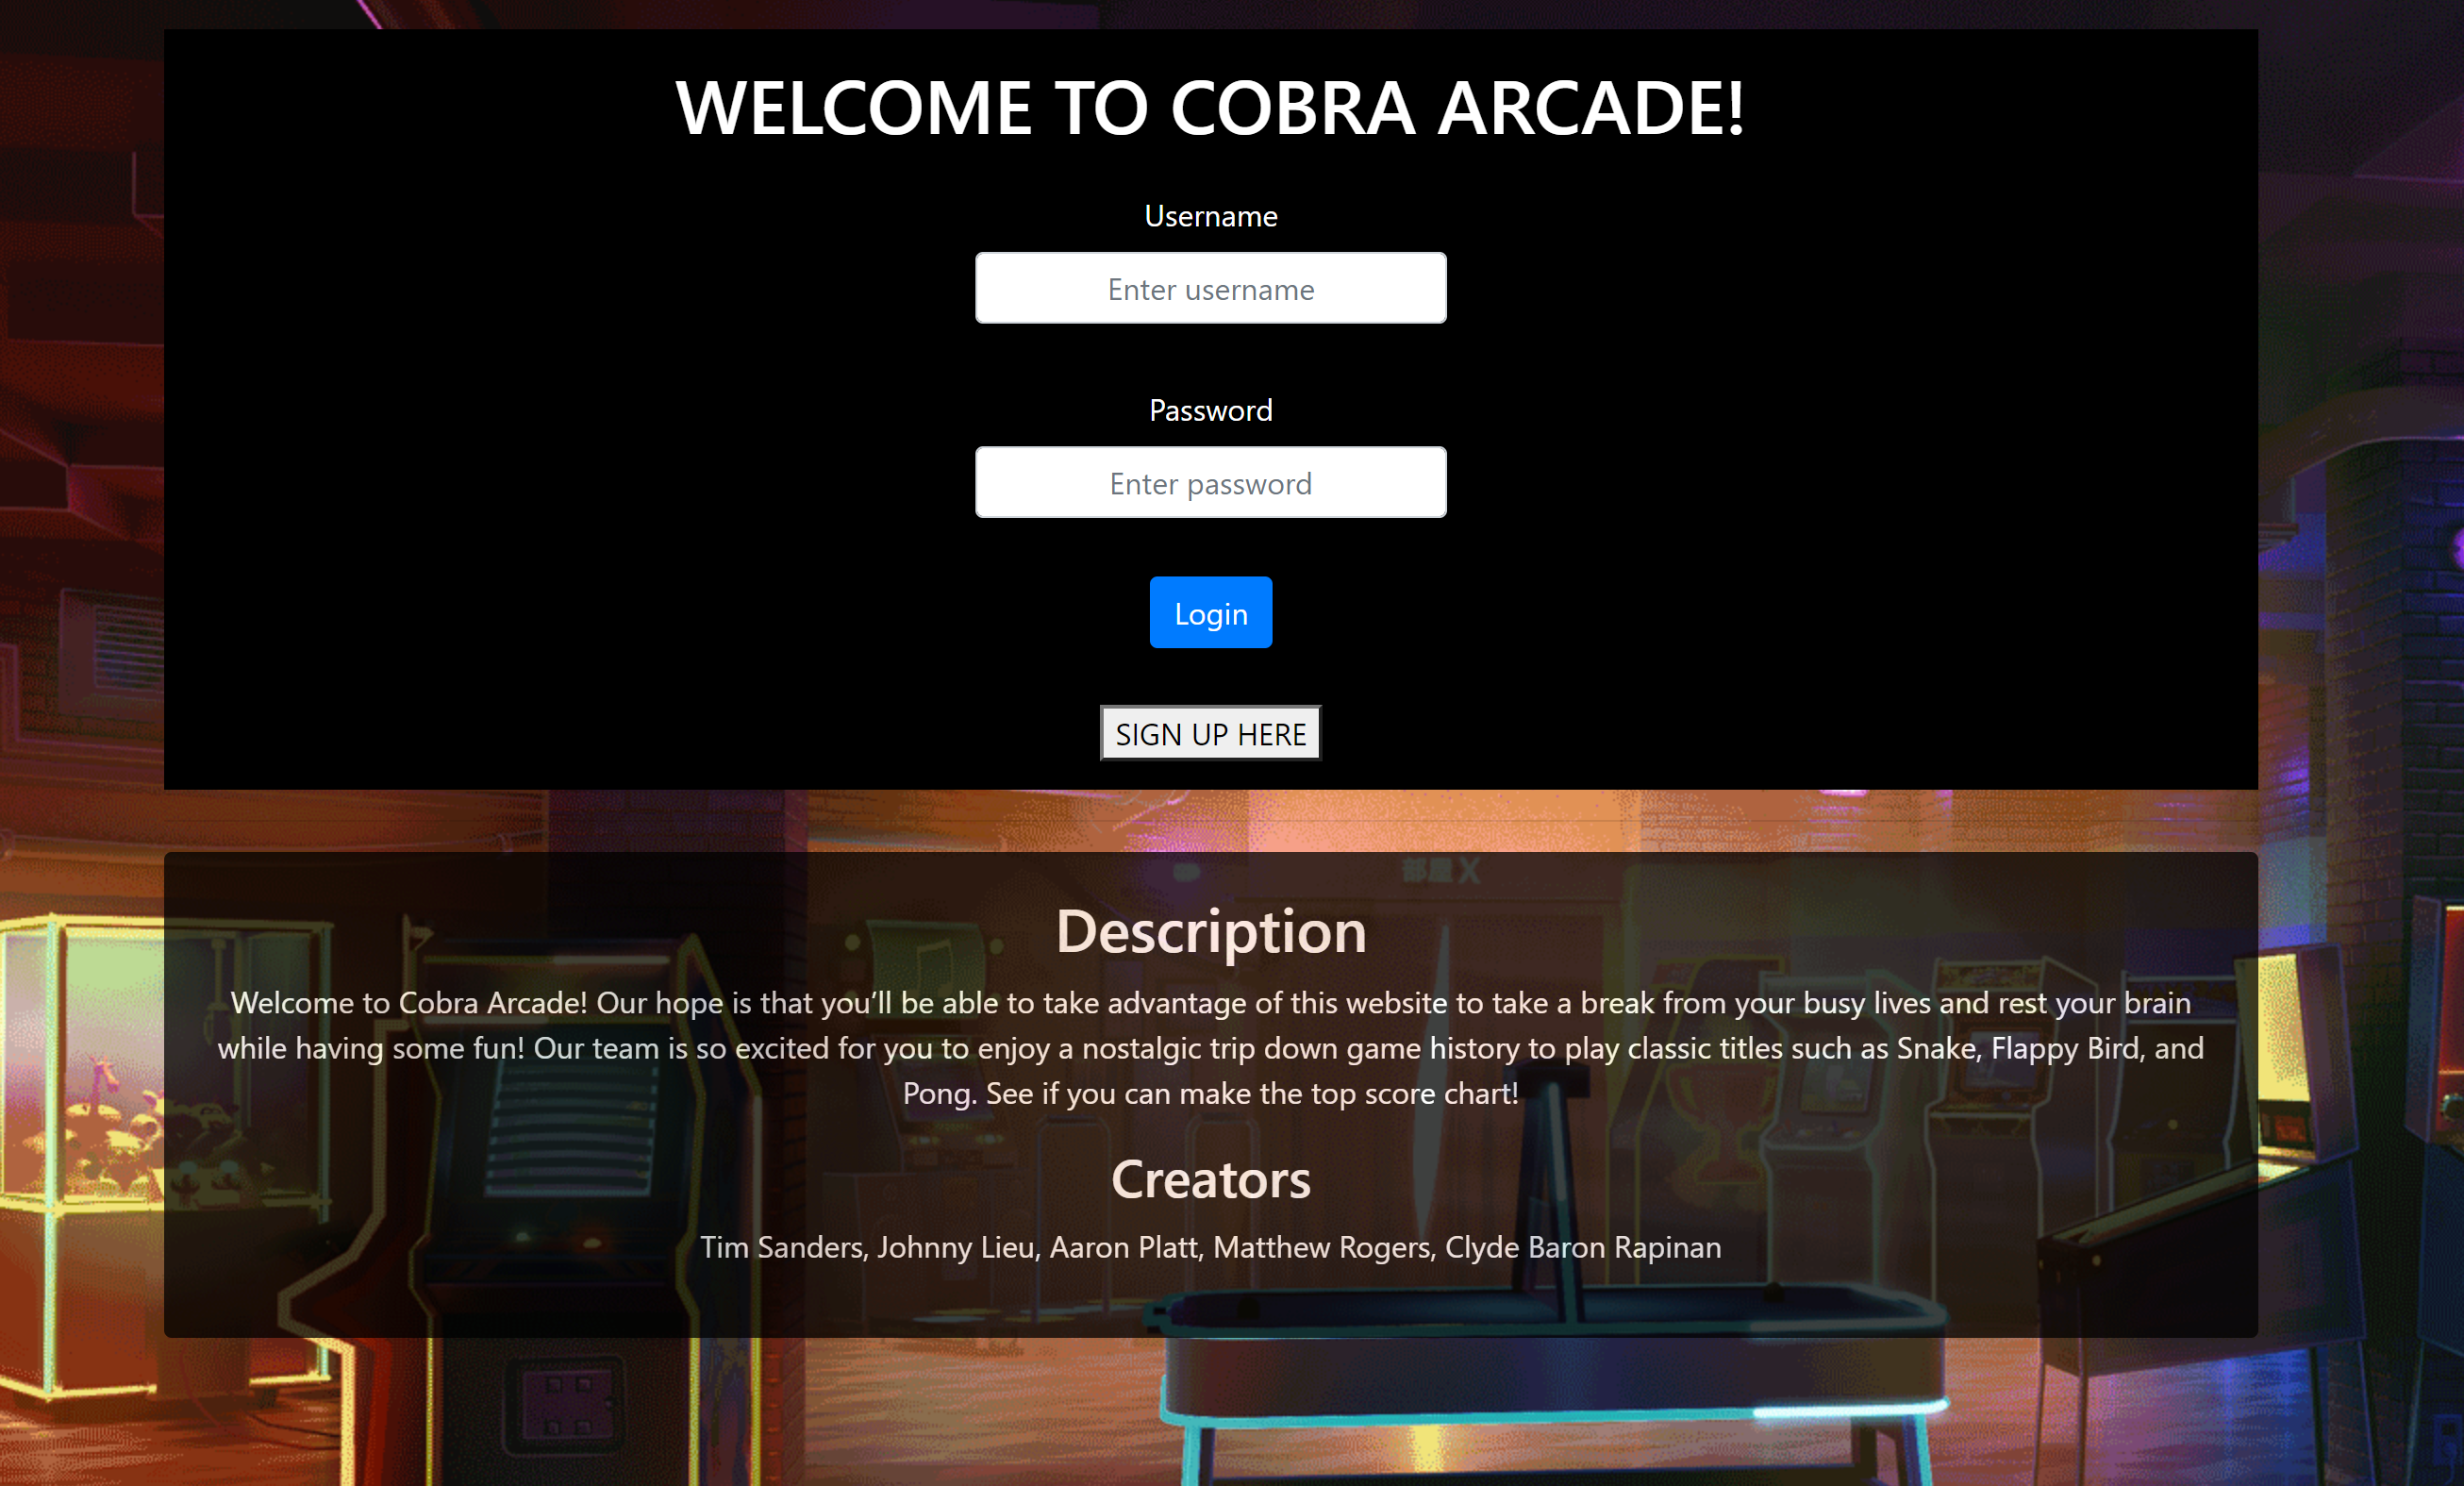 WELCOME TO COBRA ARCADE!
Username
Enter username
Password
Enter password
Login
SIGN UP HERE
部屋X
Description
Welcome to Cobra Arcade! Our hope is that you’ll be able to take advantage of this website to take a break from your busy lives and rest your brain
while having some fun! Our team is so excited for you to enjoy a nostalgic trip down game history to play classic titles such as Snake, Flappy Bird, and
Pong. See if you can make the top score chart!
Creators
Tim Sanders, Johnny Lieu, Aaron Platt, Matthew Rogers, Clyde Baron Rapinan